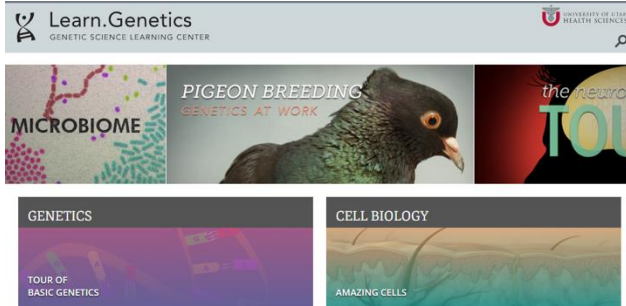 Learn.Genetics
GENETIC SCIENCE LEARNING CENTER
UNIVERSITY OF UTAH
HEALTH SCIENCES
MICROBIOME
PIGEON BREEDING
GENETICS AT WORK
the neuro
TOU
GENETICS
CELL BIOLOGY
TOUR OF
BASIC GENETICS
AMAZING CELLS